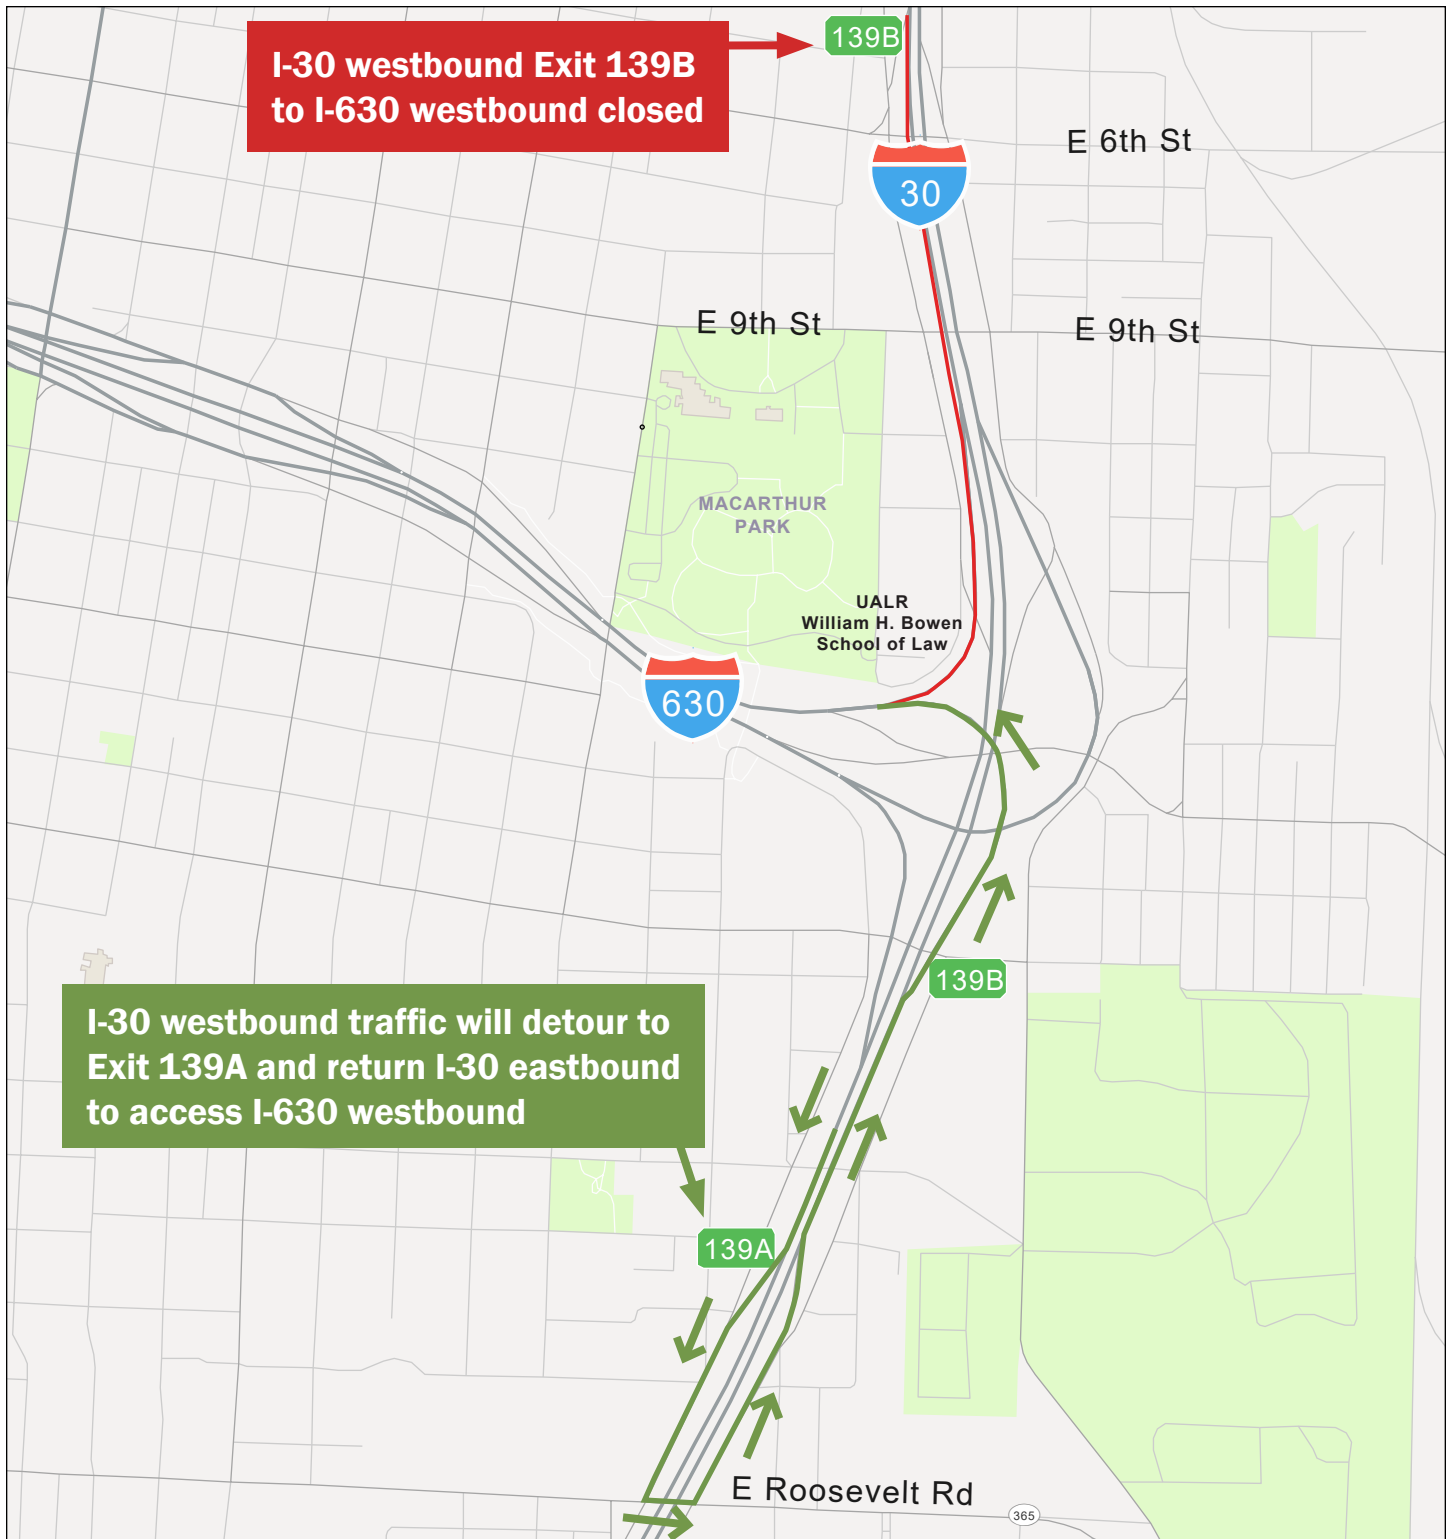 I-30 westbound Exit 139B
to I-630 westbound closed
139B
E 6th St
30
E 9th St
E 9th St
MACARTHUR
PARK
UALR
William H. Bowen
School of Law
630
139B
I-30 westbound traffic will detour to
Exit 139A and return I-30 eastbound
to access I-630 westbound
139A
E Roosevelt Rd
365